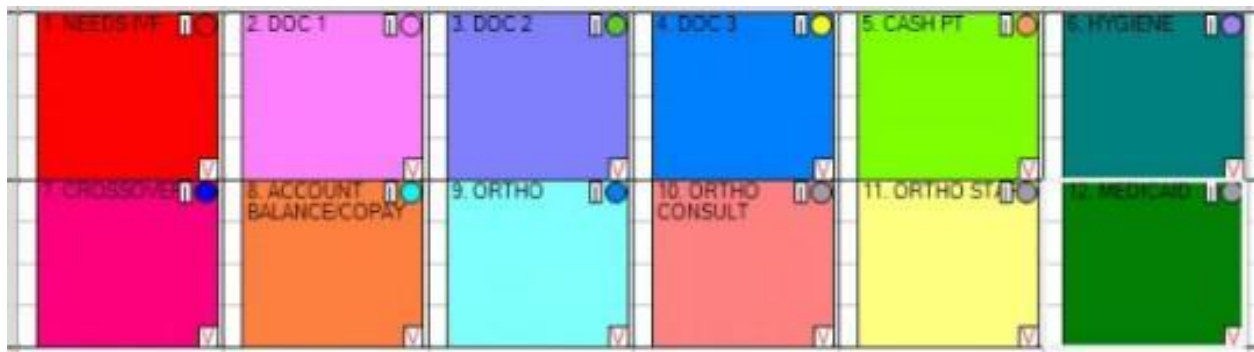 1. NEEDS IVF
2. DOC 1
3. DOC 2
4. DOC 3
5. CASH PT
6. HYGIENE
7. CROSSOVER
8. ACCOUNT
BALANCE/COPAY
9. ORTHO
10. ORTHO
CONSULT
11. ORTHO
12. MEDICAID